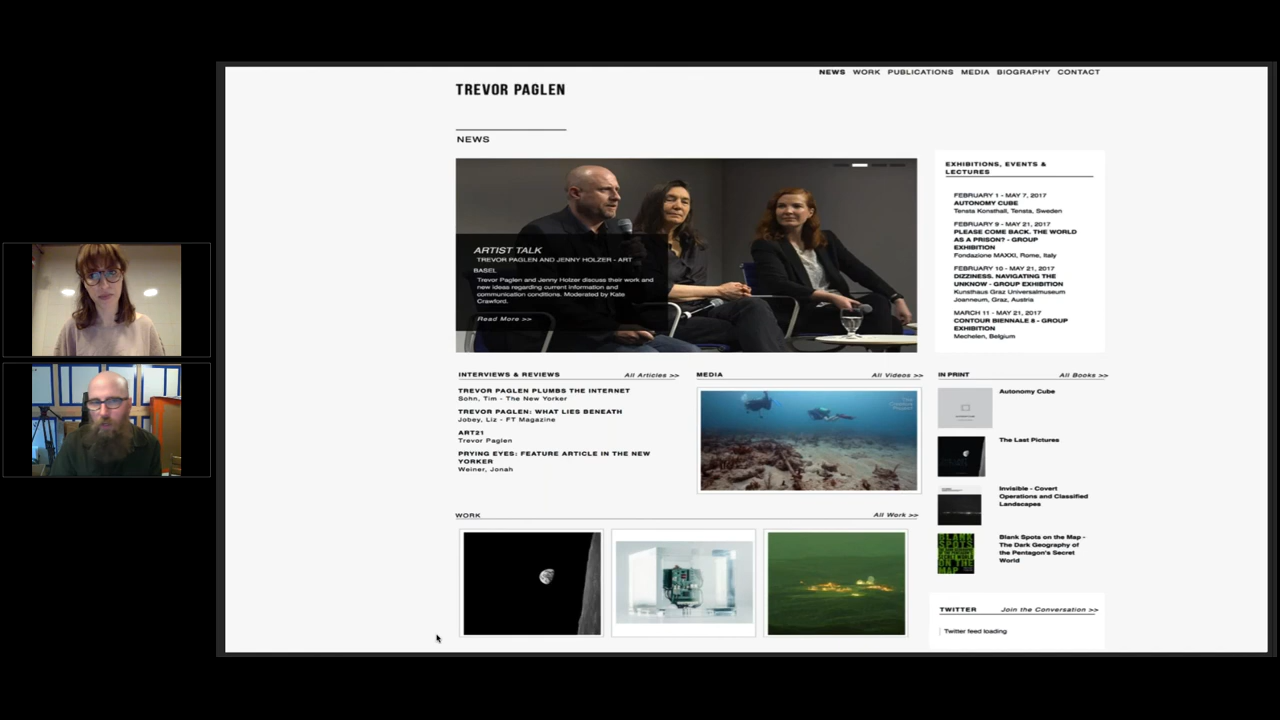 NEWS WORK PUBLICATIONS MEDIA BIOGRAPHY CONTACT
TREVOR PAGLEN
NEWS
ARTIST TALK
TREVOR PAGLEN AND JENNY HOLZER - ART
BASEL
Trevor Paglen and Jenny Holzer discuss their work and
new ideas regarding current information and
communication conditions. Moderated by Kate
Crawford.
Read More >>
EXHIBITIONS, EVENTS &
LECTURES
FEBRUARY 1 - MAY 7, 2017
AUTONOMY CUBE
Tensta Konsthall, Tensta, Sweden
FEBRUARY 9 - MAY 21, 2017
PLEASE COME BACK. THE WORLD
AS A PRISON? - GROUP
EXHIBITION
Fondazione MAXXI, Rome, Italy
FEBRUARY 10 - MAY 21, 2017
DIZZINESS. NAVIGATING THE
UNKNOW - GROUP EXHIBITION
Kunsthaus Graz Universalmuseum
Joanneum, Graz, Austria
MARCH 11 - MAY 21, 2017
CONTOUR BIENNALE 8 - GROUP
EXHIBITION
Mechelen, Belgium
INTERVIEWS & REVIEWS
All Articles >>
TREVOR PAGLEN PLUMBS THE INTERNET
Sohn, Tim - The New Yorker
TREVOR PAGLEN: WHAT LIES BENEATH
Jobey, Liz - FT Magazine
ART21
Trevor Paglen
PRYING EYES: FEATURE ARTICLE IN THE NEW
YORKER
Weiner, Jonah
MEDIA
All Videos >>
IN PRINT
All Books >>
Autonomy Cube
The Last Pictures
Invisible - Covert
Operations and Classified
Landscapes
BLANK
SPOTS
ON THE
MAP
Blank Spots on the Map -
The Dark Geography of
the Pentagon's Secret
World
WORK
All Work >>
TWITTER
Join the Conversation >>
Twitter feed loading